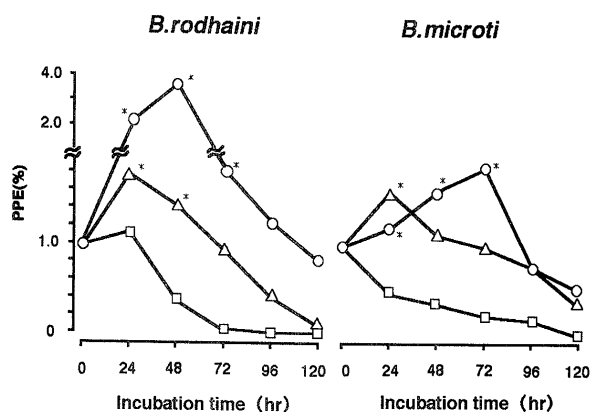 B.rodhaini
B.microti
4.0
2.0
1.0
0
PPE(%)
* * * * *
* * * *
0 24 48 72 96 120
0 24 48 72 96 120
Incubation time (hr)
Incubation time (hr)